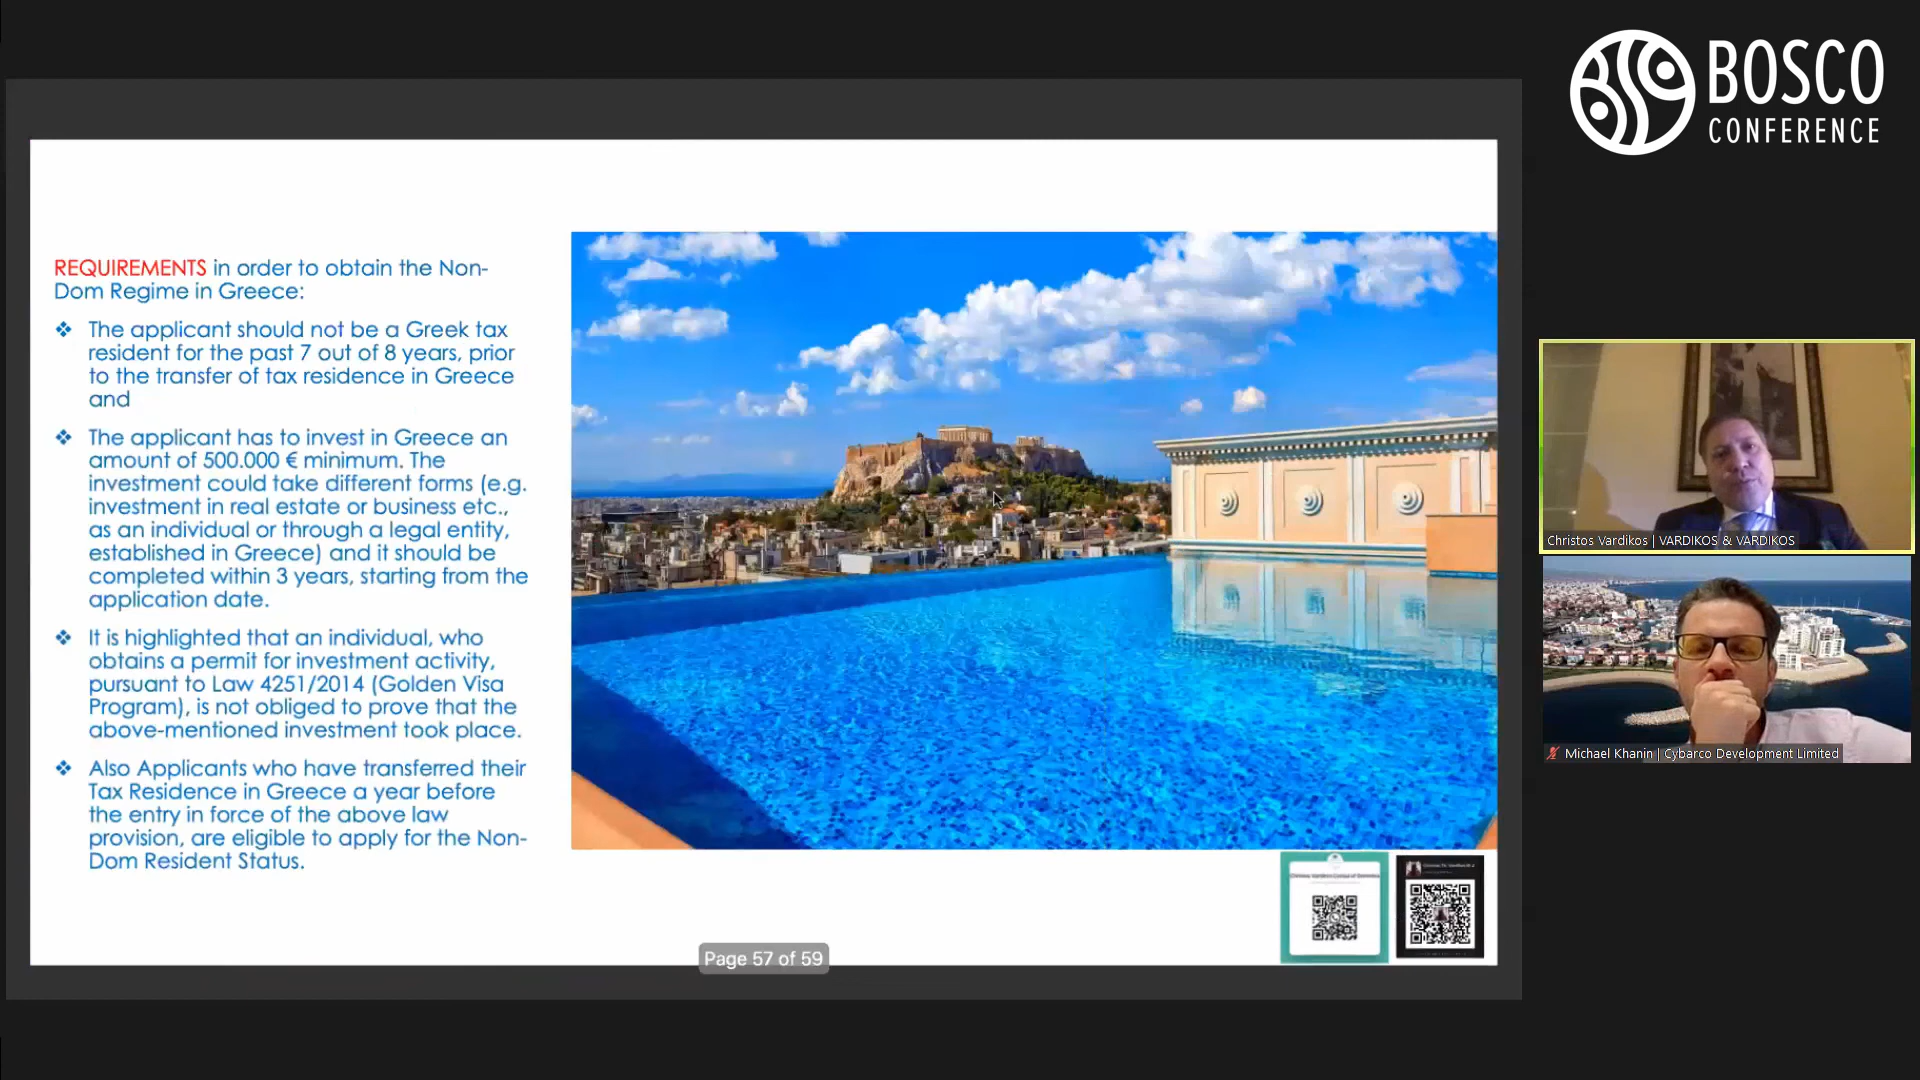 BOSCO
CONFERENCE
REQUIREMENTS in order to obtain the Non-
Dom Regime in Greece:
❖ The applicant should not be a Greek tax
resident for the past 7 out of 8 years, prior
to the transfer of tax residence in Greece
and
❖ The applicant has to invest in Greece an
amount of 500.000 € minimum. The
investment could take different forms (e.g.
investment in real estate or business etc.,
as an individual or through a legal entity,
established in Greece) and it should be
completed within 3 years, starting from the
application date.
❖ It is highlighted that an individual, who
obtains a permit for investment activity,
pursuant to Law 4251/2014 (Golden Visa
Program), is not obliged to prove that the
above-mentioned investment took place.
❖ Also Applicants who have transferred their
Tax Residence in Greece a year before
the entry in force of the above law
provision, are eligible to apply for the Non-
Dom Resident Status.
Page 57 of 59
Christos Vardikos | VARDIKOS & VARDIKOS
Michael Khanin | Cybarco Development Limited